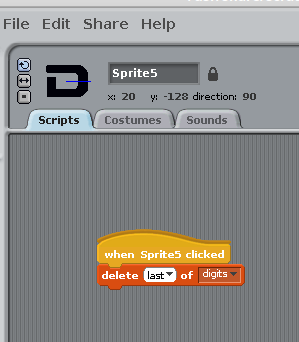 File Edit Share Help
Sprite5
x: 20 y: -128 direction: 90
Scripts Costumes Sounds
when Sprite5 clicked
delete last of digits